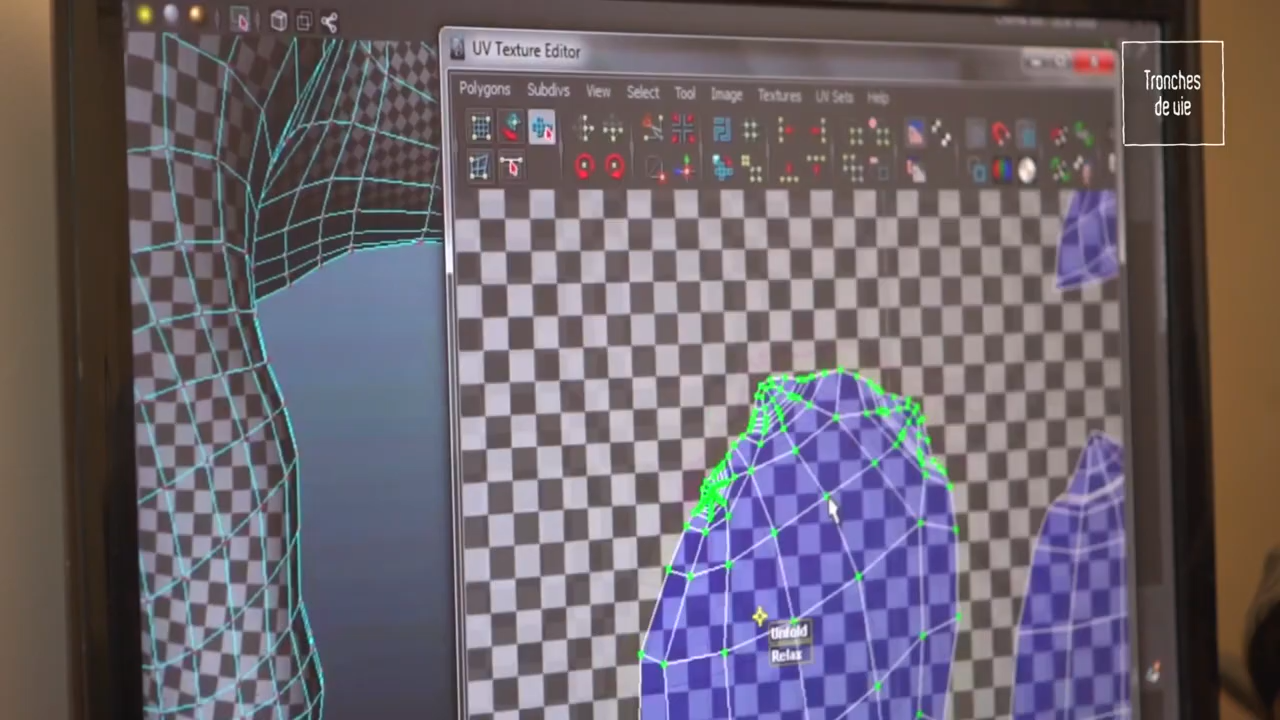 UV Texture Editor
Polygons Subdivs View Select Tool Image Textures UV Sets Help
Tronches
de vie
Unfold
Relax